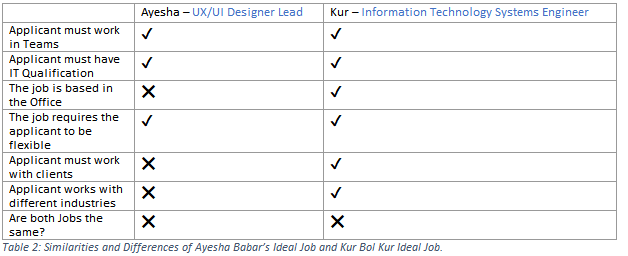 Ayesha – UX/UI Designer Lead Kur – Information Technology Systems Engineer
Applicant must work ✓ ✓
in Teams
Applicant must have ✓ ✓
IT Qualification
The job is based in ✕ ✓
the Office
The job requires the ✓ ✓
applicant to be
flexible
Applicant must work ✕ ✓
with clients
Applicant works with ✕ ✓
different industries
Are both Jobs the ✕ ✕
same?
Table 2: Similarities and Differences of Ayesha Babar's Ideal Job and Kur Bol Kur Ideal Job.